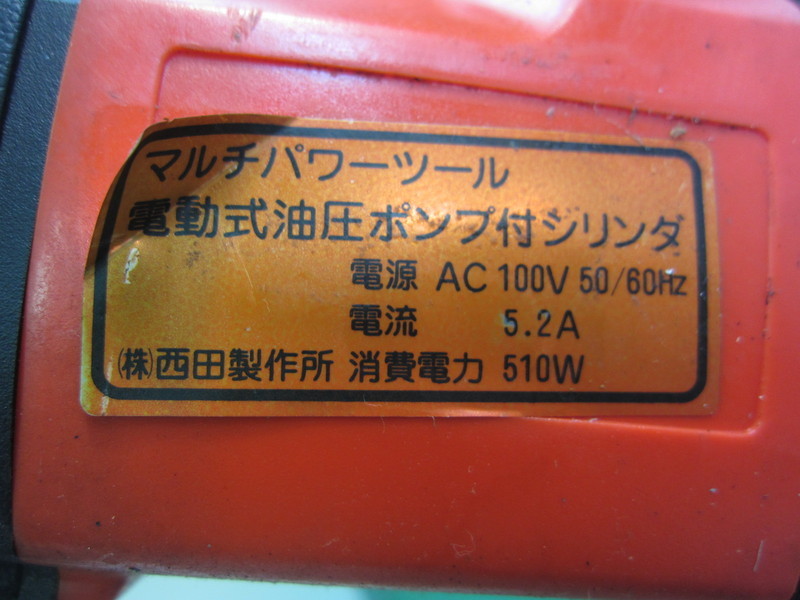 マルチパワーツール
電動式油圧ポンプ付ジリンダ
電源 AC 100V 50/60Hz
電流 5.2A
(株)西田製作所 消費電力 510W